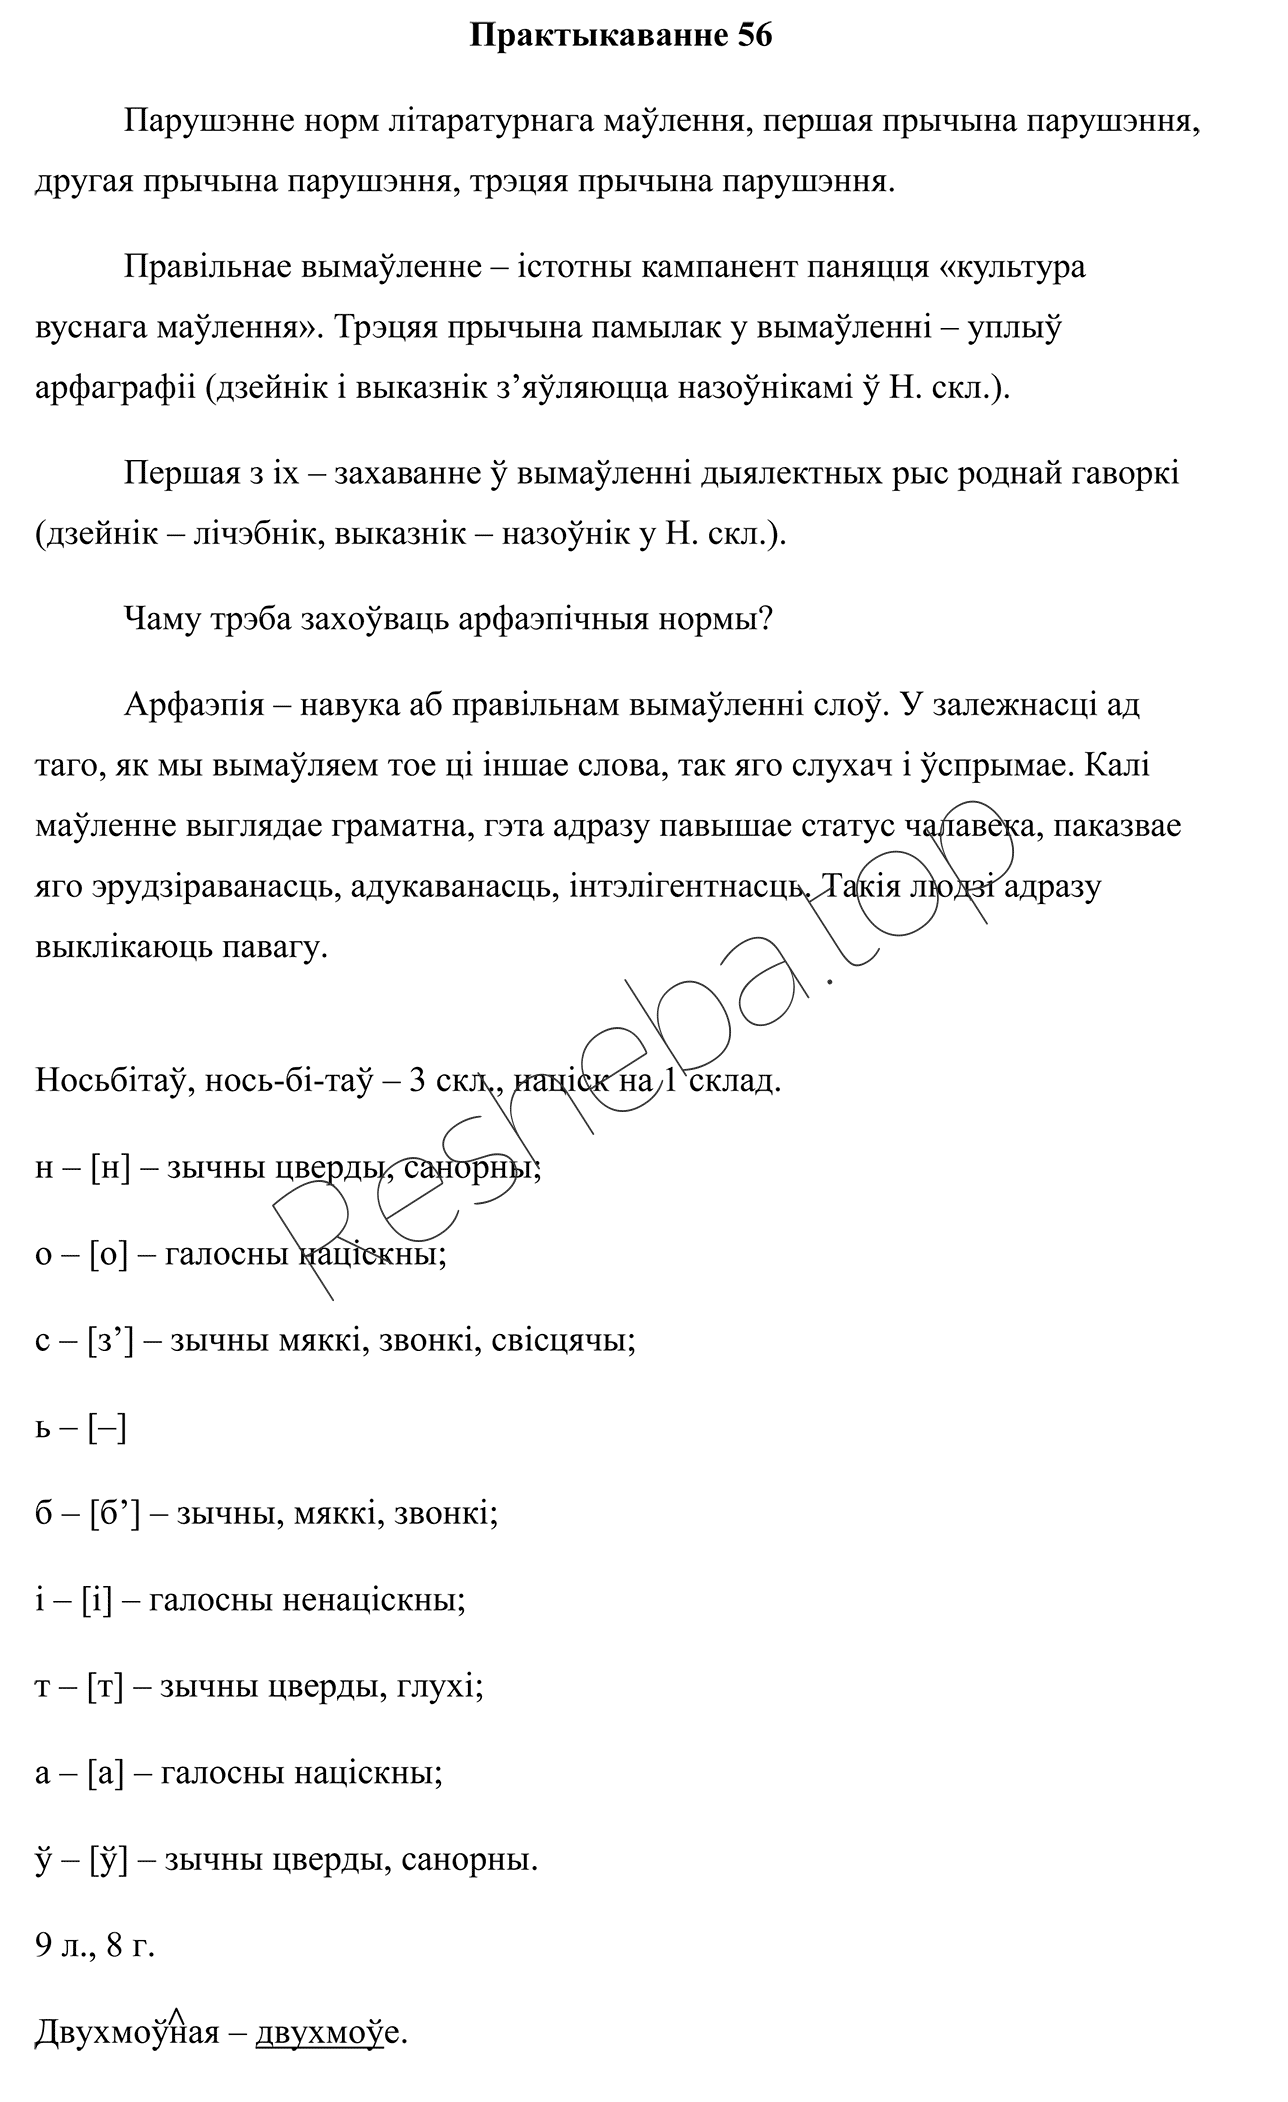 Практыкаванне 56
Парушэнне норм літаратурнага маўлення, першая прычына парушэння,
другая прычына парушэння, трэцяя прычына парушэння.
Правільнае вымаўленне – істотны кампанент паняцця «культура
вуснага маўлення». Трэцяя прычына памылак у вымаўленні – уплыў
арфаграфіі (дзейнік і выказнік з’яўляюцца назоўнікамі ў Н. скл.).
Першая з іх – захаванне ў вымаўленні дыялектных рыс роднай гаворкі
(дзейнік – лічэбнік, выказнік – назоўнік у Н. скл.).
Чаму трэба захоўваць арфаэпічныя нормы?
Арфаэпія – навука аб правільнам вымаўленні слоў. У залежнасці ад
таго, як мы вымаўляем тое ці іншае слова, так яго слухач і ўспрымае. Калі
маўленне выглядае граматна, гэта адразу павышае статус чалавека, паказвае
яго эрудзіраванасць, адукаванасць, інтэлігентнасць. Такія людзі адразу
выклікаюць павагу.
Resheba.top
Носьбітаў, нось-бі-таў – 3 скл., націск на 1 склад.
н – [н] – зычны цверды, санорны;
о – [о] – галосны націскны;
с – [з’] – зычны мяккі, звонкі, свісцячы;
ь – [–]
б – [б’] – зычны, мяккі, звонкі;
і – [і] – галосны ненаціскны;
т – [т] – зычны цверды, глухі;
а – [а] – галосны націскны;
ў – [ў] – зычны цверды, санорны.
9 л., 8 г.
Двухмоўная – двухмоўе.